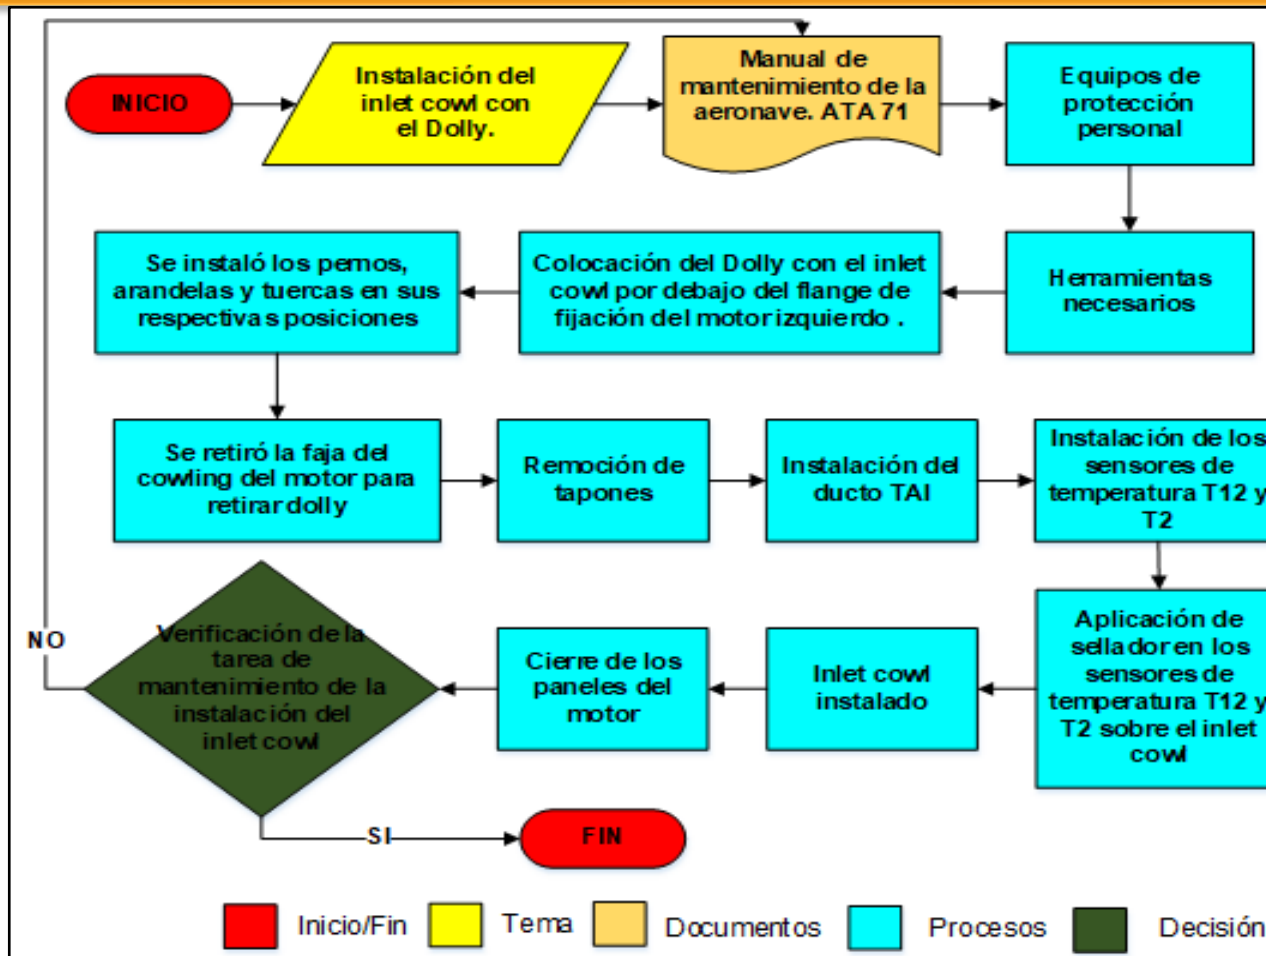 INICIO
Instalación del
inlet cowl con
el Dolly.
Manual de
mantenimiento de la
aeronave. ATA 71
Equipos de
protección
personal
Se instaló los pernos,
arandelas y tuercas en sus
respectivas posiciones
Colocación del Dolly con el inlet
cowl por debajo del flange de
fijación del motor izquierdo .
Herramientas
necesarios
Se retiró la faja del
cowling del motor para
retirar dolly
Remoción de
tapones
Instalación del
ducto TAI
Instalación de los
sensores de
temperatura T12 y
T2
NO
Verificación de la
tarea de
mantenimiento de la
instalación del
inlet cowl
Cierre de los
paneles del
motor
Inlet cowl
instalado
Aplicación de
sellador en los
sensores de
temperatura T12 y
T2 sobre el inlet
cowl
SI
FIN
Inicio/Fin
Tema
Documentos
Procesos
Decisión